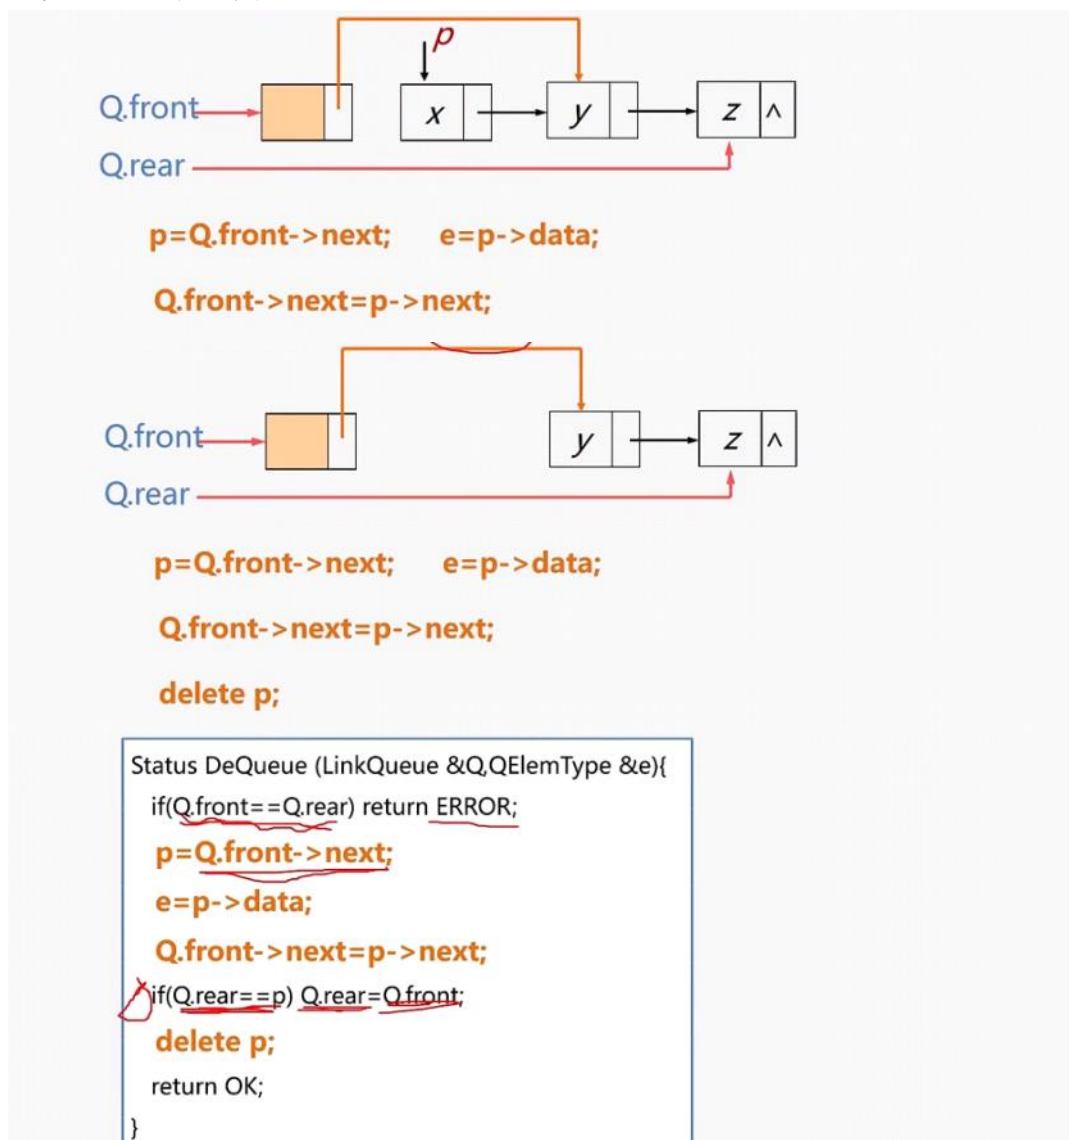 p
Q.front
x
y
z ^
Q.rear
p=Q.front->next; e=p->data;
Q.front->next=p->next;
Q.front
y
z ^
Q.rear
p=Q.front->next; e=p->data;
Q.front->next=p->next;
delete p;
Status DeQueue (LinkQueue &Q,QElemType &e){
if(Q.front==Q.rear) return ERROR;
p=Q.front->next;
e=p->data;
Q.front->next=p->next;
if(Q.rear==p) Q.rear=Q.front;
delete p;
return OK;
}